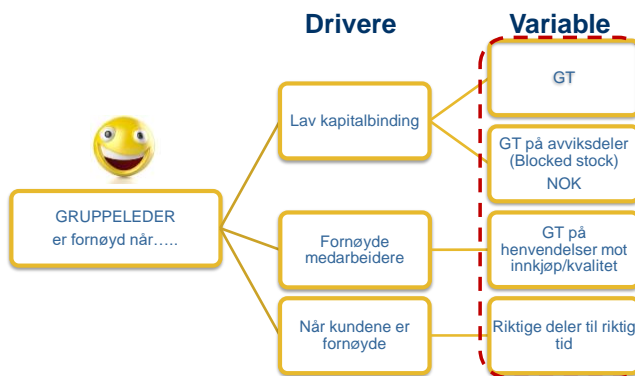 Drivere
Variable
GT
Lav kapitalbinding
GT på avviksdeler
(Blocked stock)
NOK
GRUPPELEDER
er fornøyd når…..
Fornøyde
medarbeidere
GT på
henvendelser mot
innkjøp/kvalitet
Når kundene er
fornøyde
Riktige deler til riktig
tid